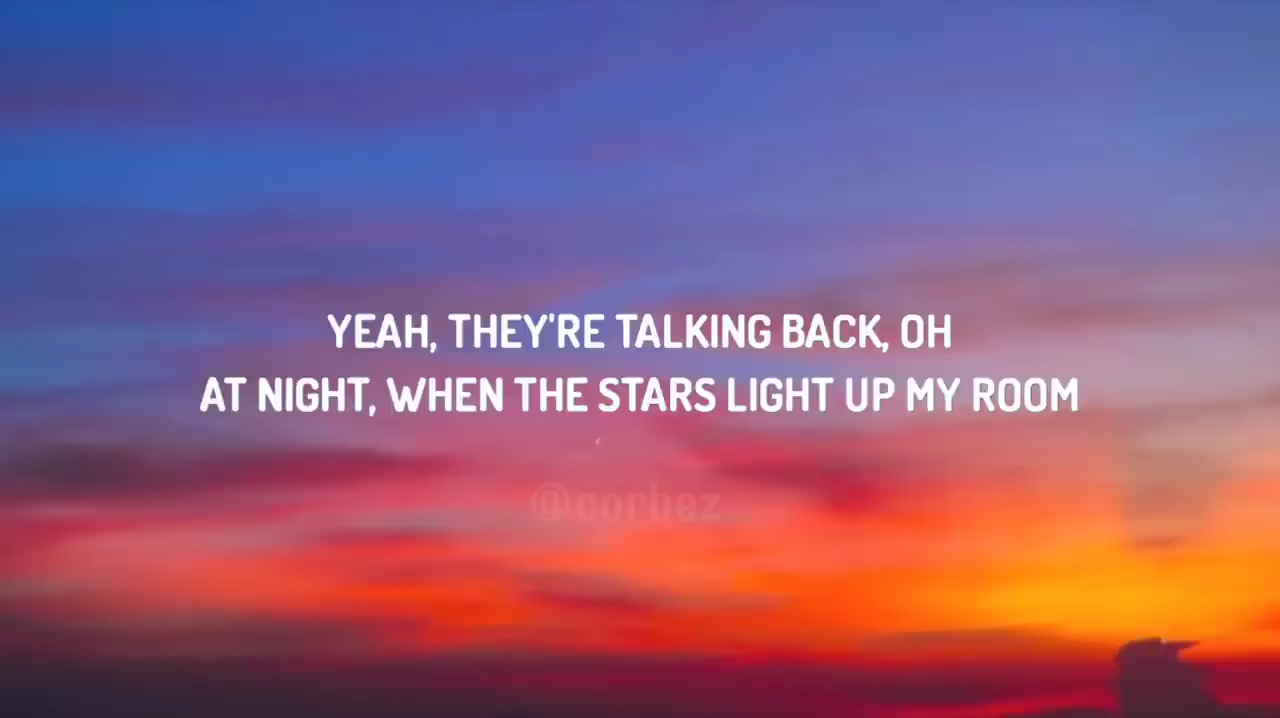 YEAH, THEY'RE TALKING BACK, OH
AT NIGHT, WHEN THE STARS LIGHT UP MY ROOM
@corbez